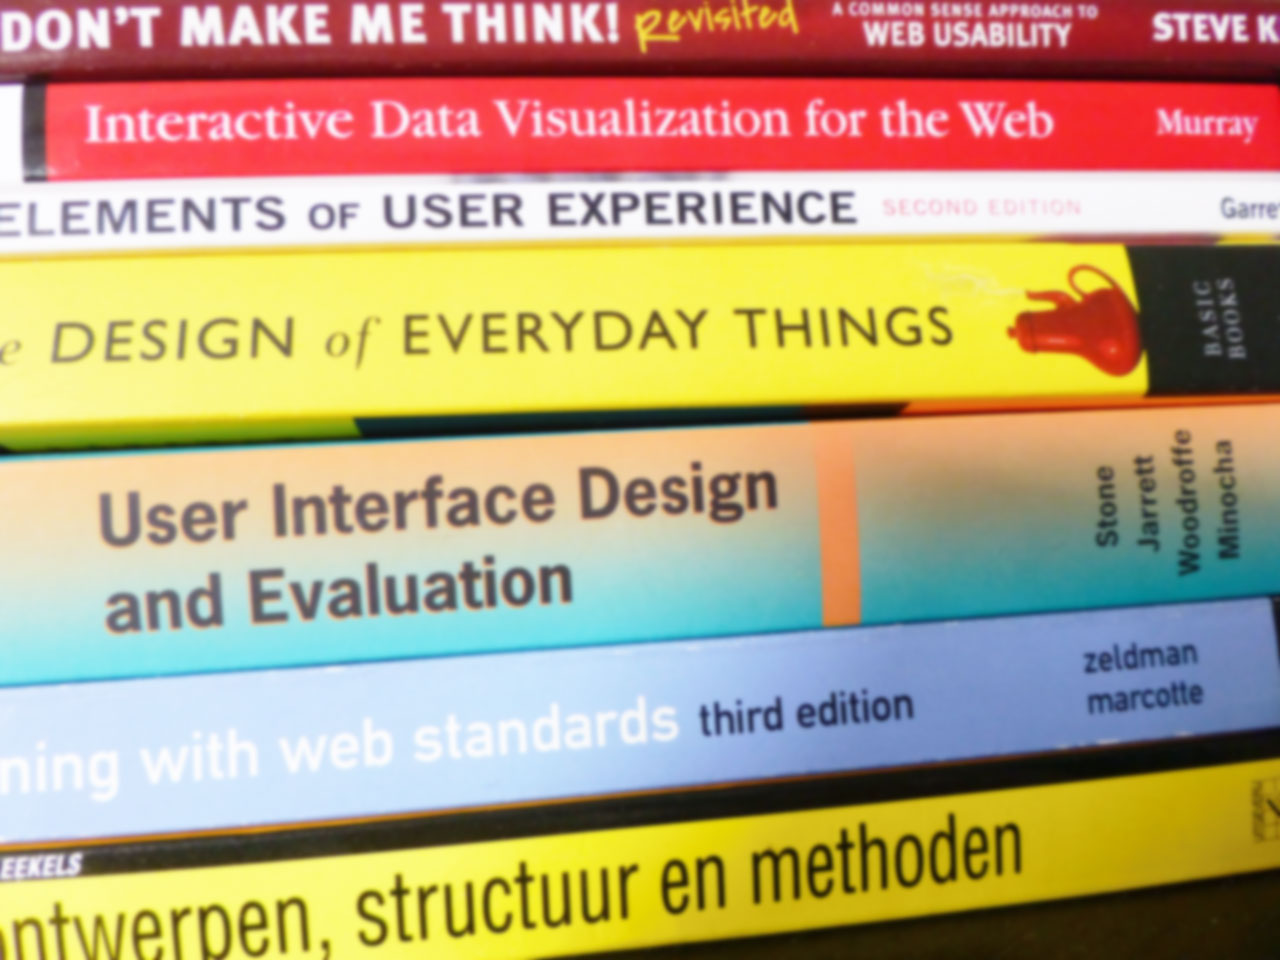 DON'T MAKE ME THINK! Revisited A COMMON SENSE APPROACH TO WEB USABILITY STEVE K
Interactive Data Visualization for the Web Murray
ELEMENTS OF USER EXPERIENCE SECOND EDITION Garre
e DESIGN of EVERYDAY THINGS BASIC BOOKS
User Interface Design
and Evaluation
Stone
Jarrett
Woodroffe
Minocha
ning with web standards third edition
zeldman
marcotte
EEKELS
ontwerpen, structuur en methoden